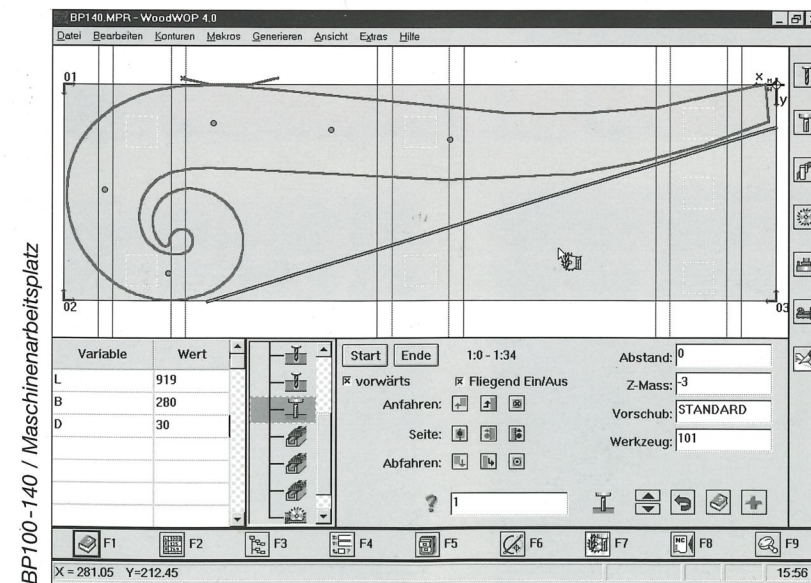 BP140.MPR - WoodWOP 4.0
Datei Bearbeiten Konturen Makros Generieren Ansicht Extras Hilfe
01
x
y
02
03
BP100-140 / Maschinenarbeitsplatz
Variable Wert
L 919
B 280
D 30
Start Ende 1:0 - 1:34
vorwärts Fliegend Ein/Aus
Anfahren:
Seite:
Abfahren:
Abstand: 0
Z-Mass: -3
Vorschub: STANDARD
Werkzeug: 101
? 1
F1 F2 F3 F4 F5 F6 F7 F8 F9
X = 281.05 Y=212.45 15:56